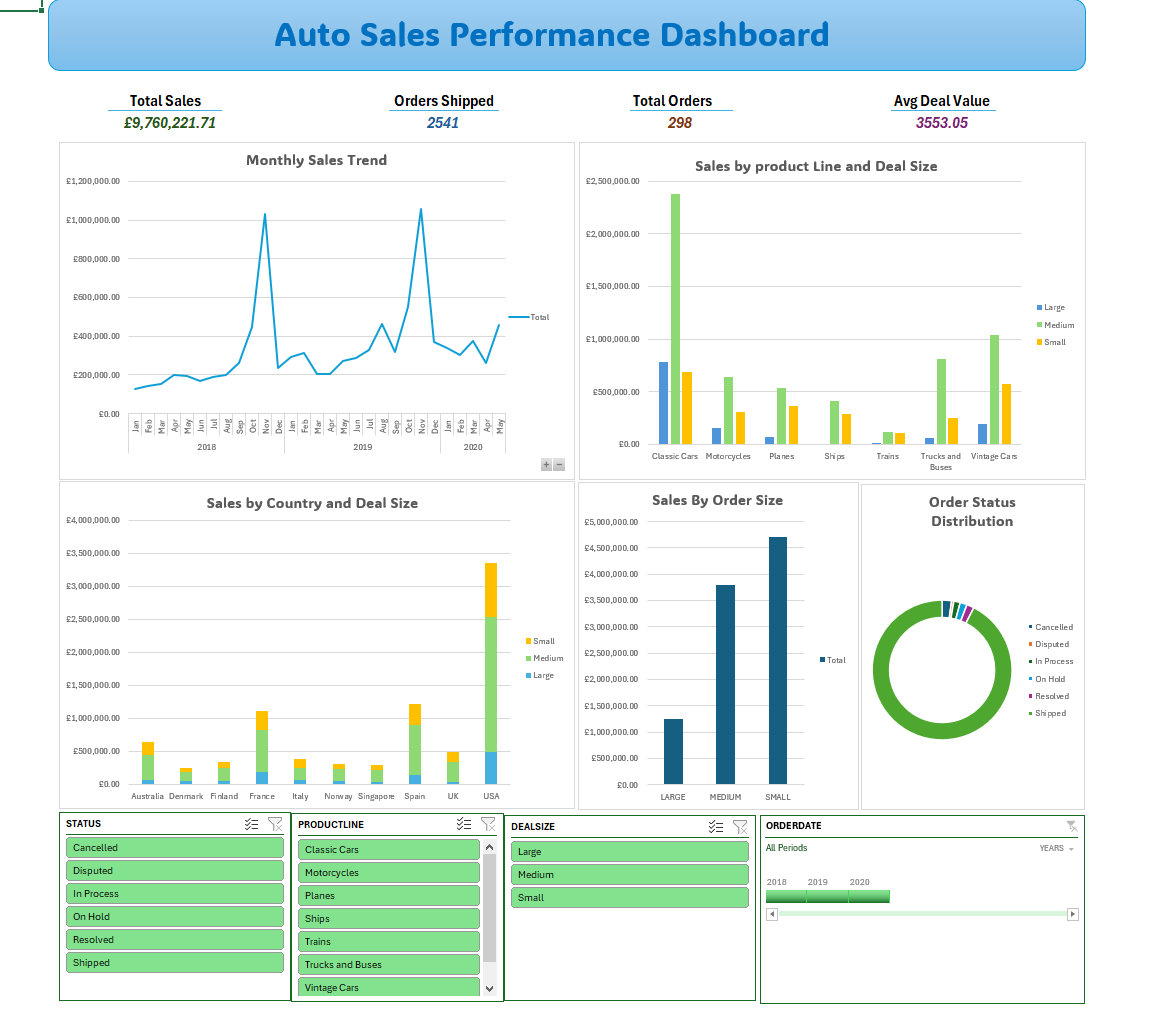 Auto Sales Performance Dashboard
Total Sales
£9,760,221.71
Orders Shipped
2541
Total Orders
298
Avg Deal Value
3553.05
Monthly Sales Trend
£1,200,000.00
£1,000,000.00
£800,000.00
£600,000.00
£400,000.00
£200,000.00
£0.00
Jan Feb Mar Apr May Jun Jul Aug Sep Oct Nov Dec Jan Feb Mar Apr May Jun Jul Aug Sep Oct Nov Dec Jan Feb Mar Apr May
2018 2019 2020
Total
+ −
Sales by product Line and Deal Size
£2,500,000.00
£2,000,000.00
£1,500,000.00
£1,000,000.00
£500,000.00
£0.00
Classic Cars Motorcycles Planes Ships Trains Trucks and Vintage Cars
Buses
Large
Medium
Small
Sales by Country and Deal Size
£4,000,000.00
£3,500,000.00
£3,000,000.00
£2,500,000.00
£2,000,000.00
£1,500,000.00
£1,000,000.00
£500,000.00
£0.00
Australia Denmark Finland France Italy Norway Singapore Spain UK USA
Small
Medium
Large
Sales By Order Size
£5,000,000.00
£4,500,000.00
£4,000,000.00
£3,500,000.00
£3,000,000.00
£2,500,000.00
£2,000,000.00
£1,500,000.00
£1,000,000.00
£500,000.00
£0.00
LARGE MEDIUM SMALL
Total
Order Status
Distribution
Cancelled
Disputed
In Process
On Hold
Resolved
Shipped
STATUS
Cancelled
Disputed
In Process
On Hold
Resolved
Shipped
PRODUCTLINE
Classic Cars
Motorcycles
Planes
Ships
Trains
Trucks and Buses
Vintage Cars
DEALSIZE
Large
Medium
Small
ORDERDATE
All Periods
YEARS
2018 2019 2020